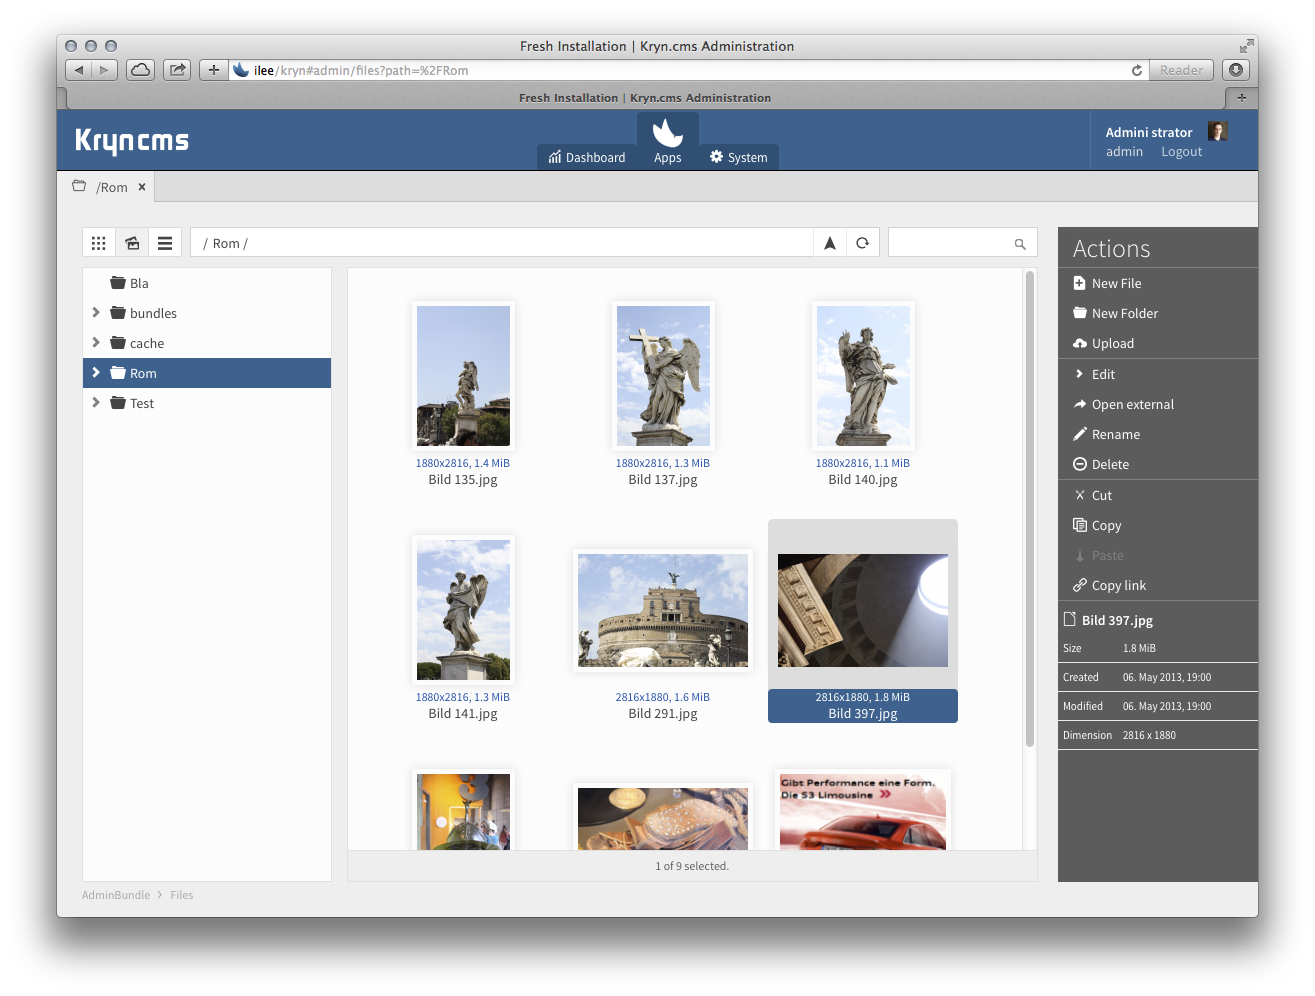 Fresh Installation | Kryn.cms Administration
ilee/kryn#admin/files?path=%2FRom
Reader
Fresh Installation | Kryn.cms Administration
Kryncms
Dashboard
Apps
System
Admini strator
admin Logout
/Rom
/ Rom /
Bla
bundles
cache
Rom
Test
1880x2816, 1.4 MiB
Bild 135.jpg
1880x2816, 1.3 MiB
Bild 137.jpg
1880x2816, 1.1 MiB
Bild 140.jpg
1880x2816, 1.3 MiB
Bild 141.jpg
2816x1880, 1.6 MiB
Bild 291.jpg
2816x1880, 1.8 MiB
Bild 397.jpg
Gibt Performance eine Form.
Die S3 Limousine
1 of 9 selected.
Actions
New File
New Folder
Upload
Edit
Open external
Rename
Delete
Cut
Copy
Paste
Copy link
Bild 397.jpg
Size 1.8 MiB
Created 06. May 2013, 19:00
Modified 06. May 2013, 19:00
Dimension 2816 x 1880
AdminBundle > Files